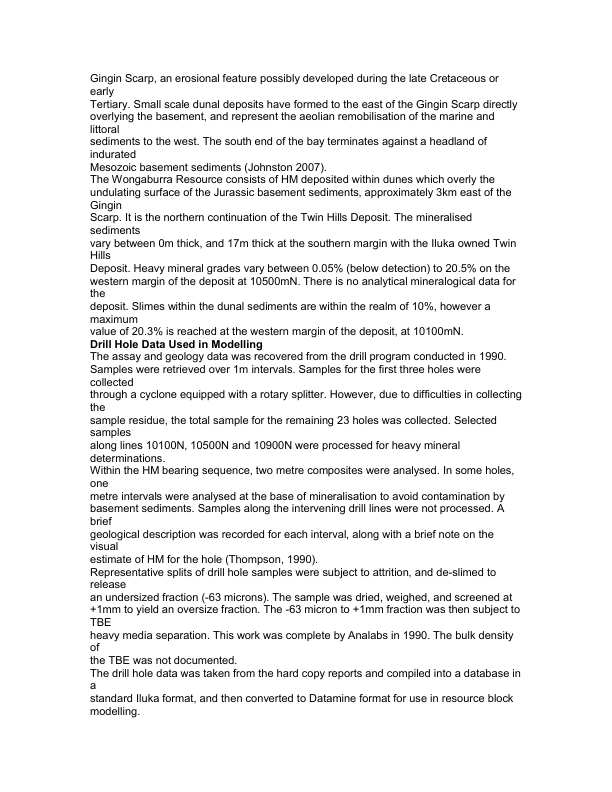 Gingin Scarp, an erosional feature possibly developed during the late Cretaceous or
early
Tertiary. Small scale dunal deposits have formed to the east of the Gingin Scarp directly
overlying the basement, and represent the aeolian remobilisation of the marine and
littoral
sediments to the west. The south end of the bay terminates against a headland of
indurated
Mesozoic basement sediments (Johnston 2007).
The Wongaburra Resource consists of HM deposited within dunes which overly the
undulating surface of the Jurassic basement sediments, approximately 3km east of the
Gingin
Scarp. It is the northern continuation of the Twin Hills Deposit. The mineralised
sediments
vary between 0m thick, and 17m thick at the southern margin with the Iluka owned Twin
Hills
Deposit. Heavy mineral grades vary between 0.05% (below detection) to 20.5% on the
western margin of the deposit at 10500mN. There is no analytical mineralogical data for
the
deposit. Slimes within the dunal sediments are within the realm of 10%, however a
maximum
value of 20.3% is reached at the western margin of the deposit, at 10100mN.
Drill Hole Data Used in Modelling
The assay and geology data was recovered from the drill program conducted in 1990.
Samples were retrieved over 1m intervals. Samples for the first three holes were
collected
through a cyclone equipped with a rotary splitter. However, due to difficulties in collecting
the
sample residue, the total sample for the remaining 23 holes was collected. Selected
samples
along lines 10100N, 10500N and 10900N were processed for heavy mineral
determinations.
Within the HM bearing sequence, two metre composites were analysed. In some holes,
one
metre intervals were analysed at the base of mineralisation to avoid contamination by
basement sediments. Samples along the intervening drill lines were not processed. A
brief
geological description was recorded for each interval, along with a brief note on the
visual
estimate of HM for the hole (Thompson, 1990).
Representative splits of drill hole samples were subject to attrition, and de-slimed to
release
an undersized fraction (-63 microns). The sample was dried, weighed, and screened at
+1mm to yield an oversize fraction. The -63 micron to +1mm fraction was then subject to
TBE
heavy media separation. This work was complete by Analabs in 1990. The bulk density
of
the TBE was not documented.
The drill hole data was taken from the hard copy reports and compiled into a database in
a
standard Iluka format, and then converted to Datamine format for use in resource block
modelling.